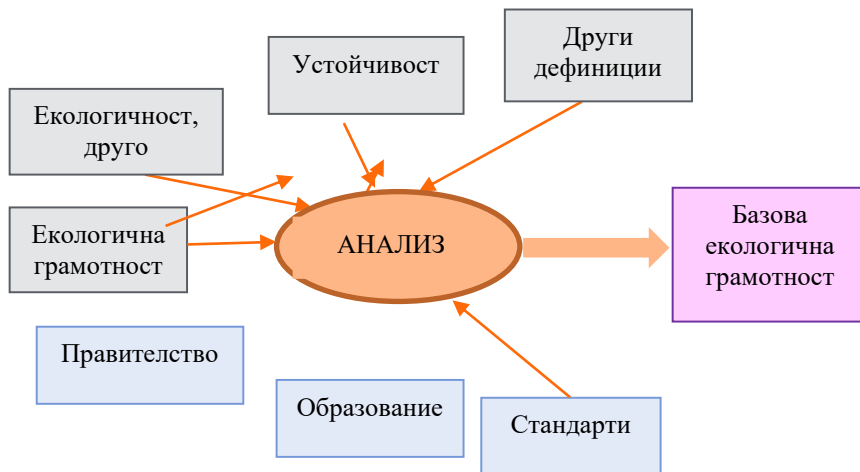 Други
дефиниции
Устойчивост
Екологичност,
друго
Екологична
грамотност
АНАЛИЗ
Базова
екологична
грамотност
Правителство
Образование
Стандарти